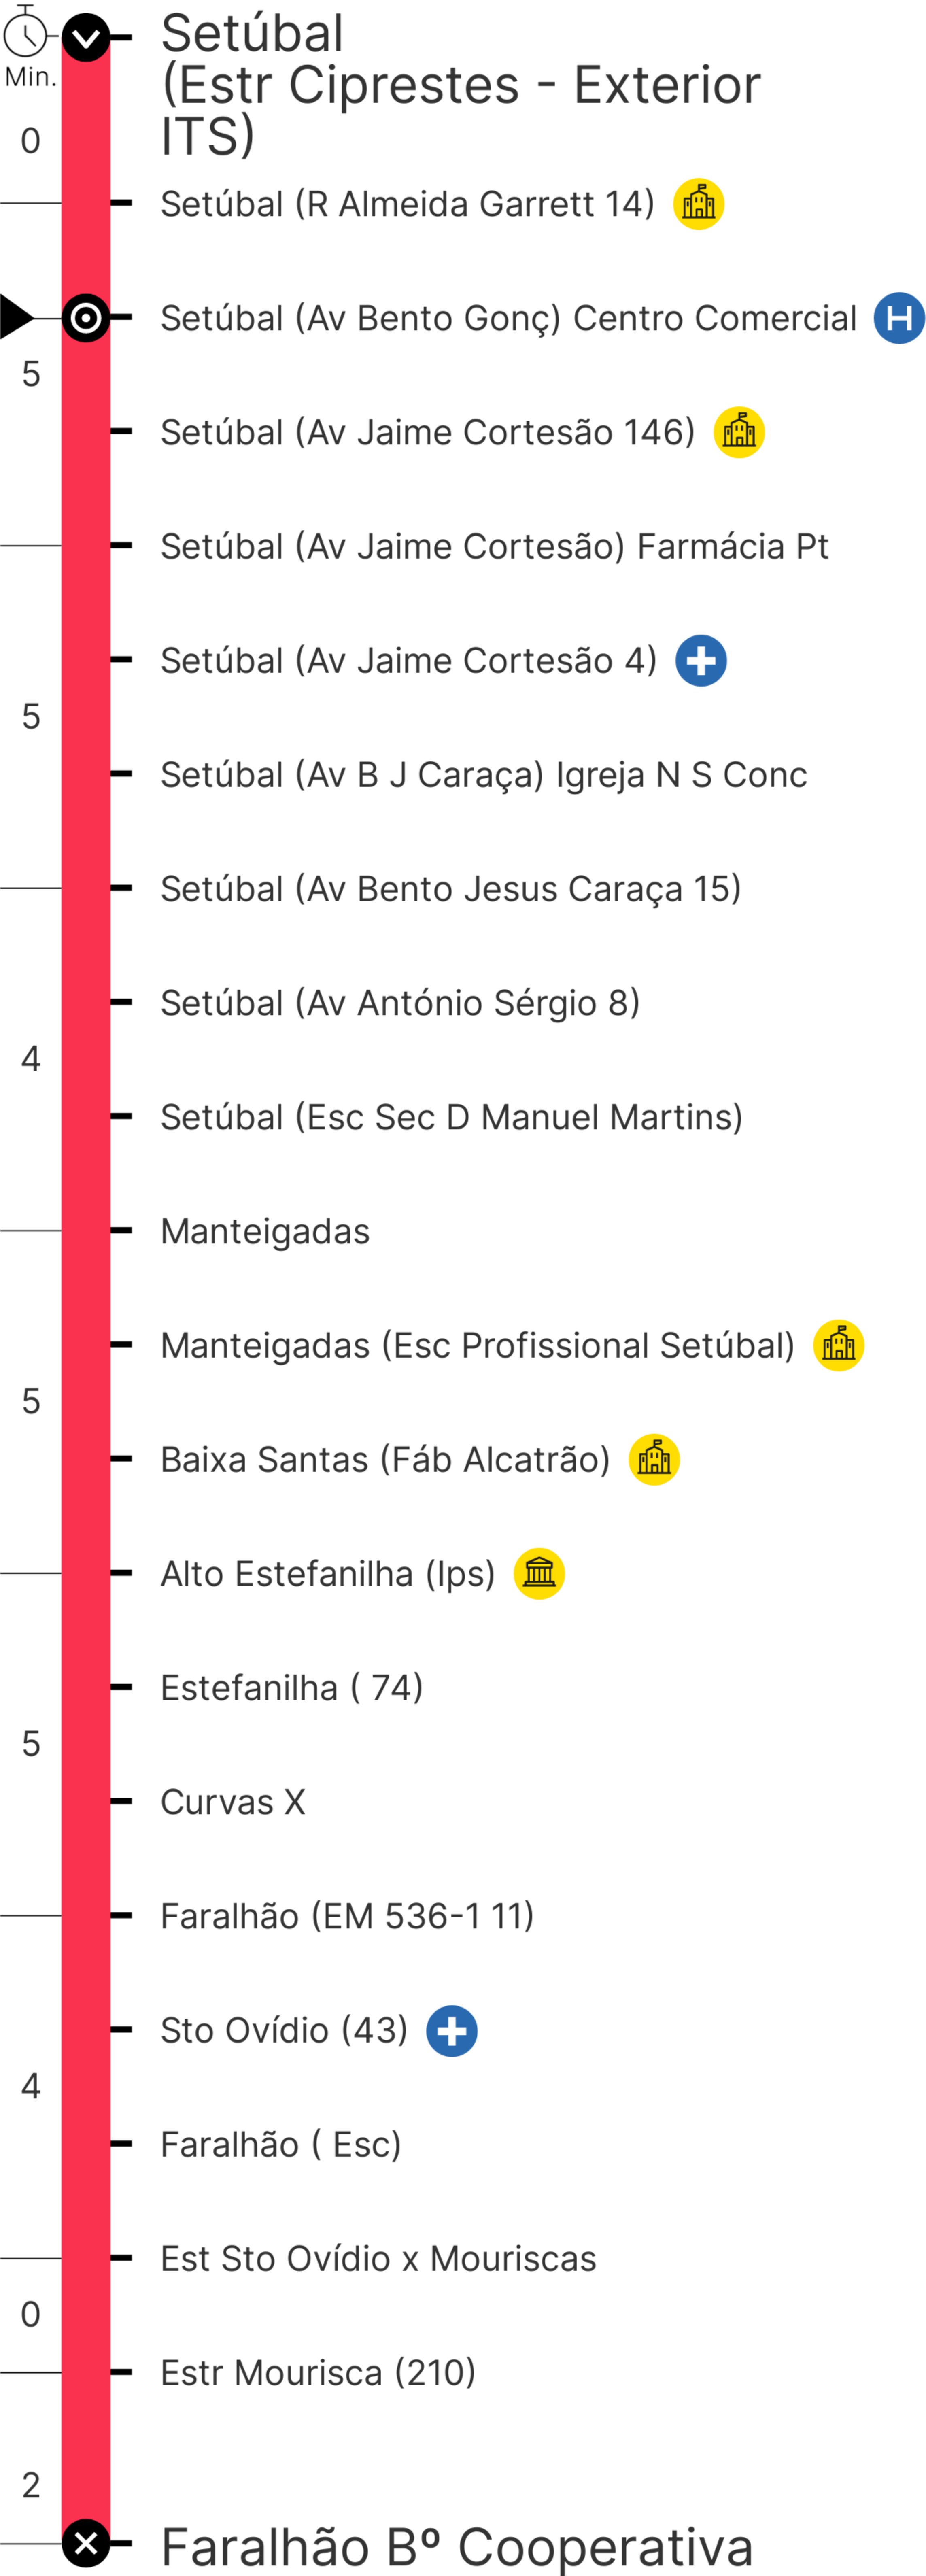 Min.
Setúbal
(Estr Ciprestes - Exterior
ITS)
0
Setúbal (R Almeida Garrett 14)
Setúbal (Av Bento Gonç) Centro Comercial H
5
Setúbal (Av Jaime Cortesão 146)
Setúbal (Av Jaime Cortesão) Farmácia Pt
Setúbal (Av Jaime Cortesão 4)
5
Setúbal (Av B J Caraça) Igreja N S Conc
Setúbal (Av Bento Jesus Caraça 15)
Setúbal (Av António Sérgio 8)
4
Setúbal (Esc Sec D Manuel Martins)
Manteigadas
Manteigadas (Esc Profissional Setúbal)
5
Baixa Santas (Fáb Alcatrão)
Alto Estefanilha (Ips)
Estefanilha ( 74)
5
Curvas X
Faralhão (EM 536-1 11)
Sto Ovídio (43)
4
Faralhão ( Esc)
Est Sto Ovídio x Mouriscas
0
Estr Mourisca (210)
2
Faralhão Bº Cooperativa